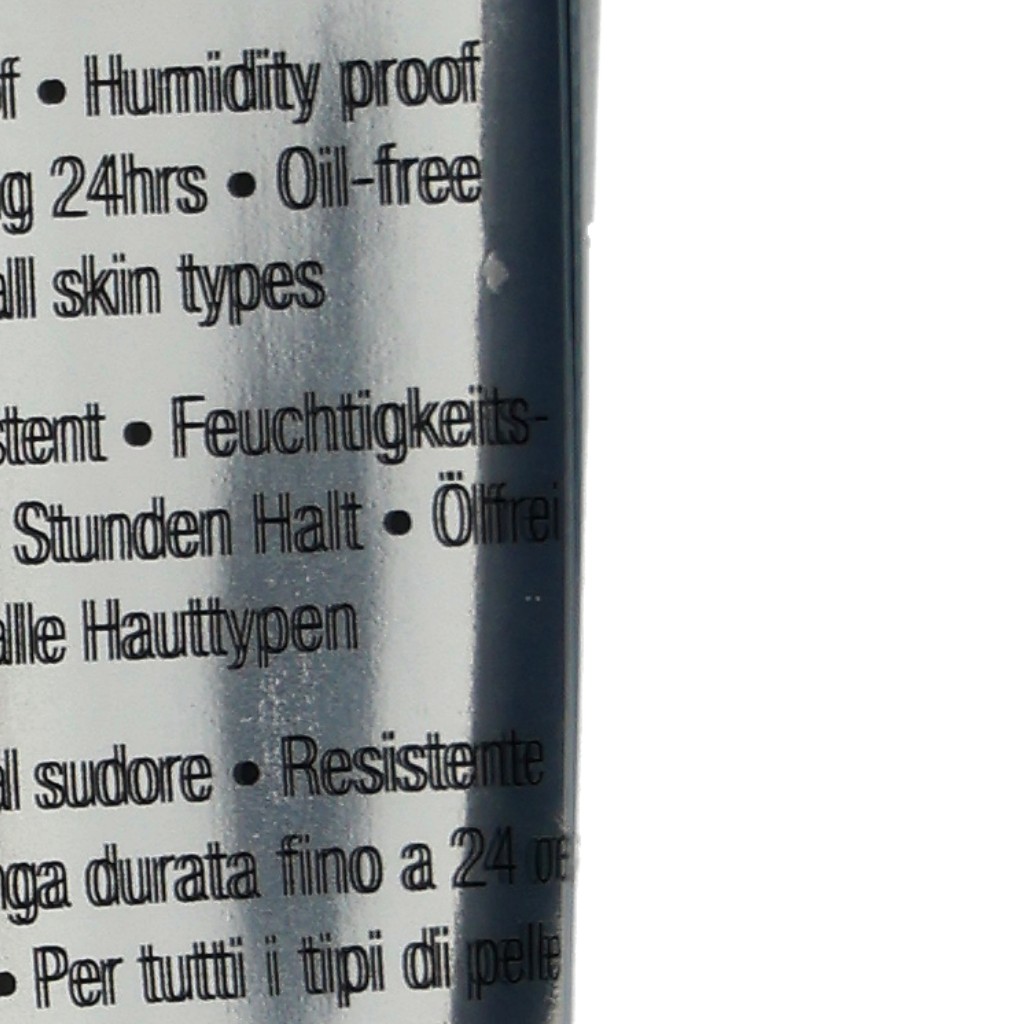 f • Humidity proof
g 24hrs • Oil-free
all skin types
stent • Feuchtigkeits-
Stunden Halt • Ölfrei
alle Hauttypen
al sudore • Resistente
nga durata fino a 24 ore
• Per tutti i tipi di pelle